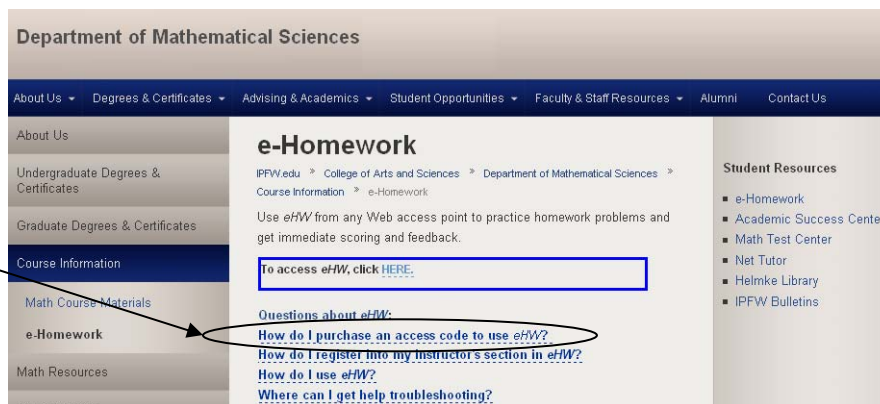 Department of Mathematical Sciences
About Us Degrees & Certificates Advising & Academics Student Opportunities Faculty & Staff Resources Alumni Contact Us
About Us
Undergraduate Degrees &
Certificates
Graduate Degrees & Certificates
Course Information
Math Course Materials
e-Homework
Math Resources
e-Homework
IPFW.edu » College of Arts and Sciences » Department of Mathematical Sciences »
Course Information » e-Homework
Use eHW from any Web access point to practice homework problems and
get immediate scoring and feedback.
To access eHW, click HERE.
Questions about eHW:
How do I purchase an access code to use eHW?
How do I register into my instructor's section in eHW?
How do I use eHW?
Where can I get help troubleshooting?
Student Resources
e-Homework
Academic Success Cente
Math Test Center
Net Tutor
Helmke Library
IPFW Bulletins